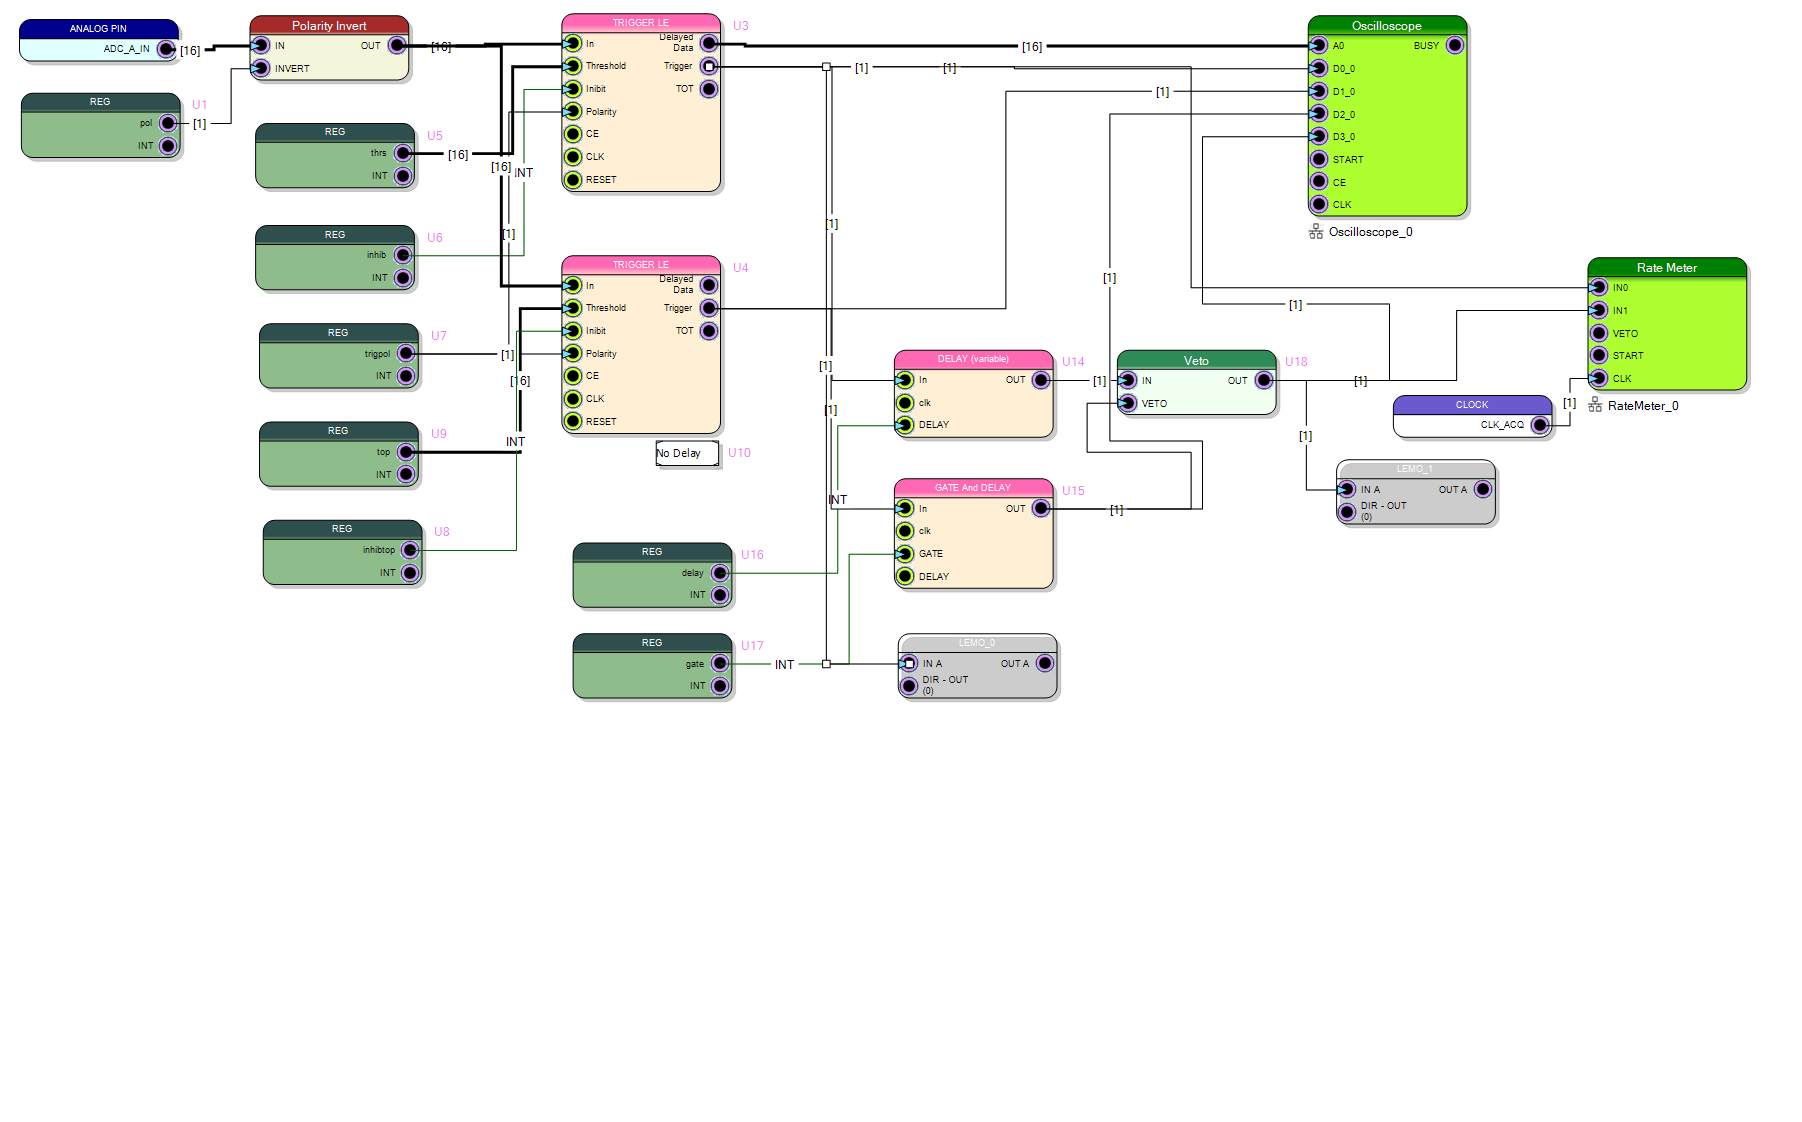 ANALOG PIN
ADC_A_IN
[16]
Polarity Invert
IN
OUT
INVERT
[16]
REG
U1
pol
[1]
INT
REG
U5
thrs
[16]
INT
REG
U6
inhib
INT
REG
U7
trigpol
[1]
INT
REG
U9
top
INT
REG
U8
inhibtop
INT
[16]
INT
[1]
[16]
INT
TRIGGER LE
U3
In
Delayed
Data
Threshold
Trigger
Inibit
TOT
Polarity
CE
CLK
RESET
TRIGGER LE
U4
In
Delayed
Data
Threshold
Trigger
Inibit
TOT
Polarity
CE
CLK
RESET
No Delay
U10
REG
U16
delay
INT
REG
U17
gate
INT
INT
[16]
[1]
[1]
[1]
[1]
[1]
[1]
[1]
INT
DELAY (variable)
U14
In
OUT
[1]
clk
DELAY
GATE And DELAY
U15
In
OUT
[1]
clk
GATE
DELAY
LEMO_0
IN A
OUT A
DIR - OUT
(0)
[1]
Veto
U18
IN
OUT
VETO
[1]
[1]
[1]
Oscilloscope
A0
BUSY
D0_0
D1_0
D2_0
D3_0
START
CE
CLK
Oscilloscope_0
Rate Meter
IN0
IN1
VETO
START
CLK
RateMeter_0
CLOCK
[1]
CLK_ACQ
LEMO_1
IN A
OUT A
DIR - OUT
(0)